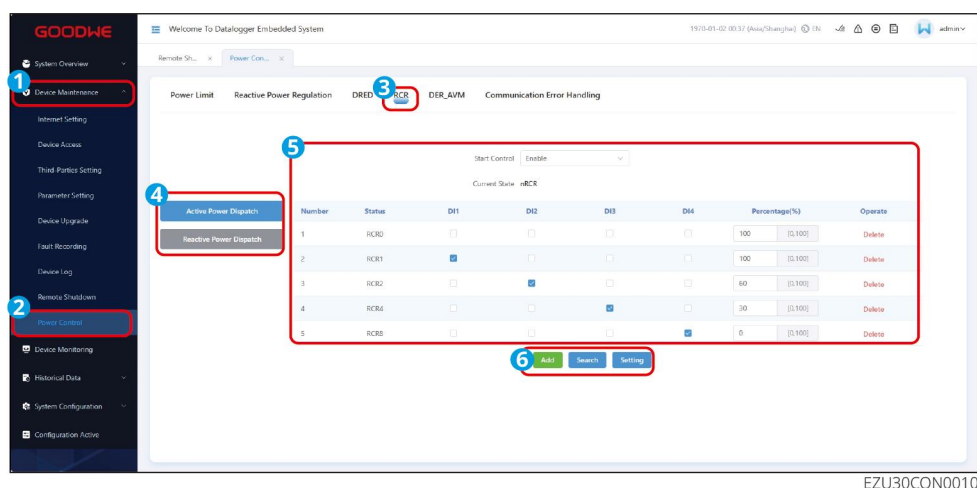 GOODWE
Welcome To Datalogger Embedded System
1970-01-02 00:37 (Asia/Shanghai) EN
admin
Remote Sh... ×
Power Con... ×
System Overview
1
Device Maintenance
Internet Setting
Device Access
Third-Parties Setting
Parameter Setting
Device Upgrade
Fault Recording
Device Log
Remote Shutdown
2
Power Control
Device Monitoring
Historical Data
System Configuration
Configuration Active
Power Limit Reactive Power Regulation DRED 3 RCR DER_AVM Communication Error Handling
5
Start Control Enable
Current State nRCR
4
Active Power Dispatch
Reactive Power Dispatch
Number Status DI1 DI2 DI3 DI4 Percentage(%) Operate
1 RCR0 100 [0,100] Delete
2 RCR1 100 [0,100] Delete
3 RCR2 60 [0,100] Delete
4 RCR4 30 [0,100] Delete
5 RCR8 0 [0,100] Delete
6 Add Search Setting
EZU30CON0010